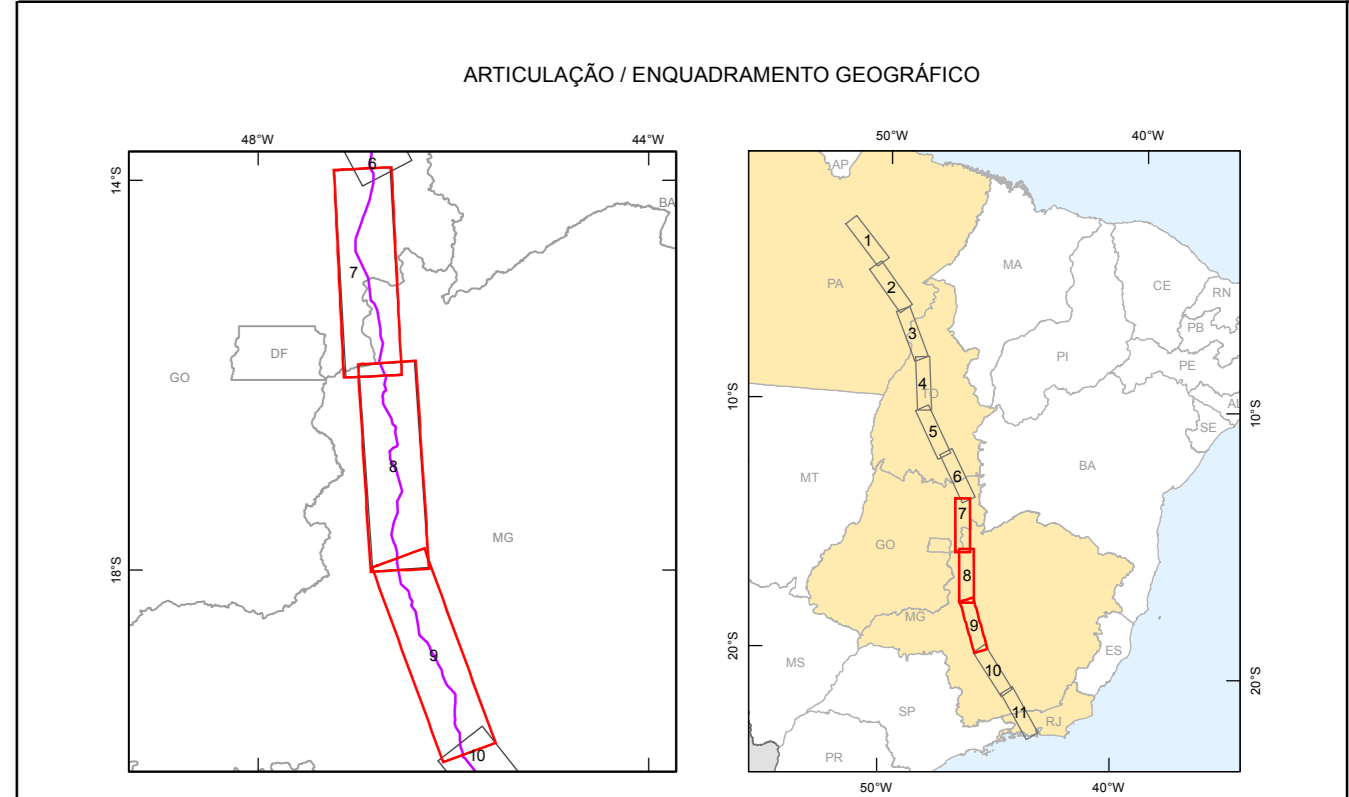 ARTICULAÇÃO / ENQUADRAMENTO GEOGRÁFICO
48°W
44°W
14°S
18°S
6
BA
7
DF
GO
8
MG
9
10
50°W
40°W
AP
1
MA
PA
2
CE
RN
3
PB
PI
PE
4
TO
10°S
AL
10°S
SE
5
BA
6
MT
7
GO
8
MG
9
ES
20°S
MS
10
20°S
SP
11
RJ
PR
50°W
40°W